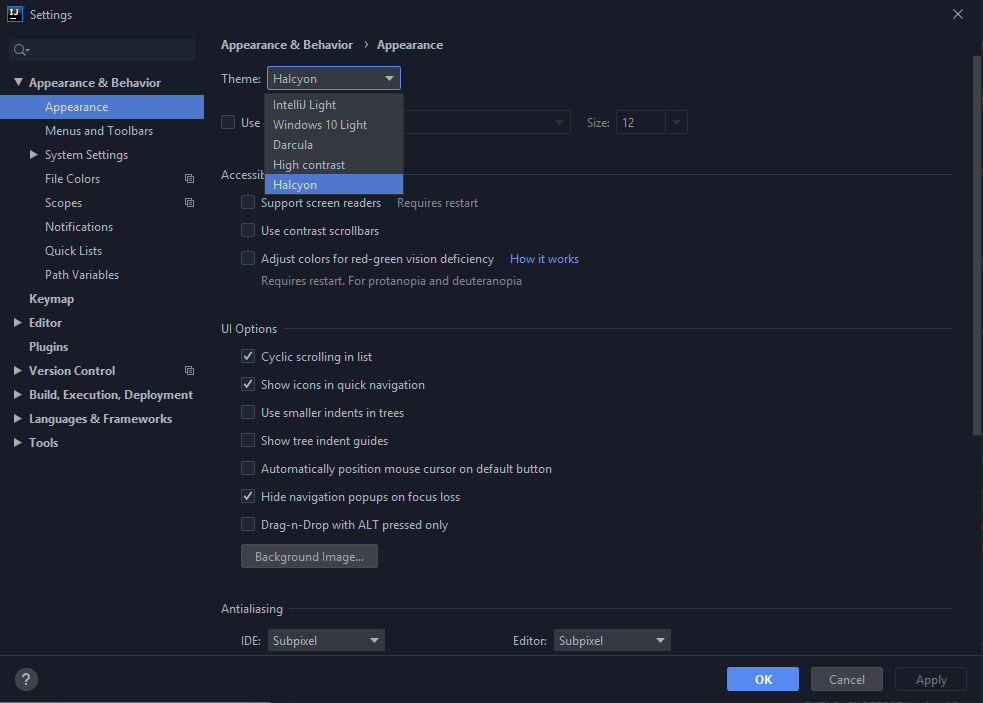 IJ Settings
Appearance & Behavior › Appearance
Theme: Halcyon
IntelliJ Light
Windows 10 Light
Darcula
High contrast
Halcyon
Use
Size: 12
Appearance & Behavior
Appearance
Menus and Toolbars
System Settings
File Colors
Scopes
Notifications
Quick Lists
Path Variables
Keymap
Editor
Plugins
Version Control
Build, Execution, Deployment
Languages & Frameworks
Tools
Accessib
Support screen readers Requires restart
Use contrast scrollbars
Adjust colors for red-green vision deficiency How it works
Requires restart. For protanopia and deuteranopia
UI Options
Cyclic scrolling in list
Show icons in quick navigation
Use smaller indents in trees
Show tree indent guides
Automatically position mouse cursor on default button
Hide navigation popups on focus loss
Drag-n-Drop with ALT pressed only
Background Image...
Antialiasing
IDE: Subpixel Editor: Subpixel
? OK Cancel Apply